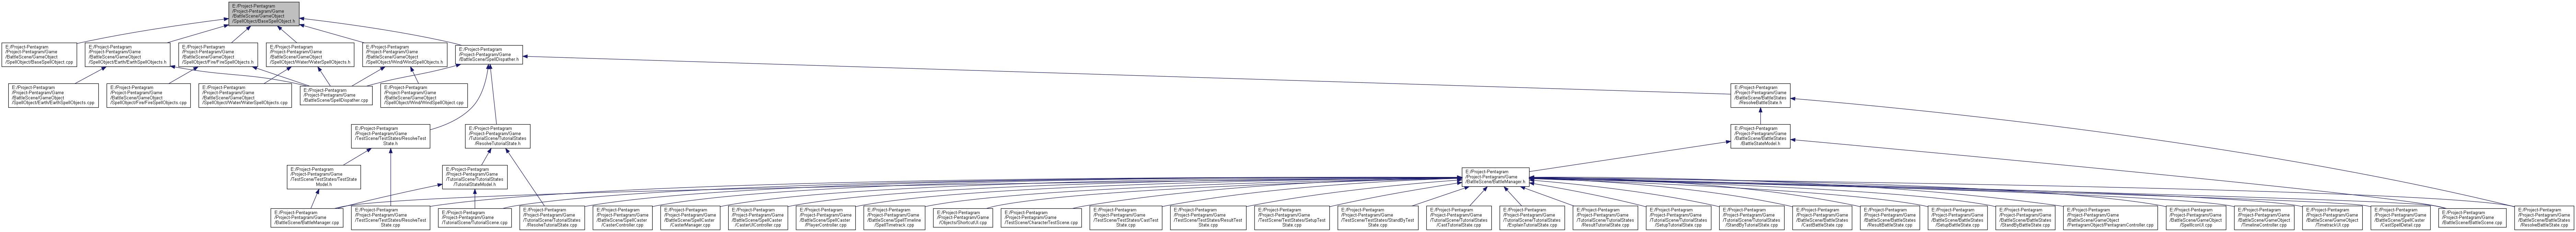 E:/Project-Pentagram
/Project-Pentagram/Game
/BattleScene/GameObject
/SpellObject/BaseSpellObject.h
E:/Project-Pentagram
/Project-Pentagram/Game
/BattleScene/GameObject
/SpellObject/BaseSpellObject.cpp
E:/Project-Pentagram
/Project-Pentagram/Game
/BattleScene/GameObject
/SpellObject/Earth/EarthSpellObjects.h
E:/Project-Pentagram
/Project-Pentagram/Game
/BattleScene/GameObject
/SpellObject/Fire/FireSpellObjects.h
E:/Project-Pentagram
/Project-Pentagram/Game
/BattleScene/GameObject
/SpellObject/Water/WaterSpellObjects.h
E:/Project-Pentagram
/Project-Pentagram/Game
/BattleScene/GameObject
/SpellObject/Wind/WindSpellObjects.h
E:/Project-Pentagram
/Project-Pentagram/Game
/BattleScene/SpellDispather.h
E:/Project-Pentagram
/Project-Pentagram/Game
/BattleScene/GameObject
/SpellObject/Earth/EarthSpellObjects.cpp
E:/Project-Pentagram
/Project-Pentagram/Game
/BattleScene/GameObject
/SpellObject/Fire/FireSpellObjects.cpp
E:/Project-Pentagram
/Project-Pentagram/Game
/BattleScene/GameObject
/SpellObject/Water/WaterSpellObjects.cpp
E:/Project-Pentagram
/Project-Pentagram/Game
/BattleScene/SpellDispather.cpp
E:/Project-Pentagram
/Project-Pentagram/Game
/BattleScene/GameObject
/SpellObject/Wind/WindSpellObject.cpp
E:/Project-Pentagram
/Project-Pentagram/Game
/BattleScene/BattleStates
/ResolveBattleState.h
E:/Project-Pentagram
/Project-Pentagram/Game
/TestScene/TestStates/ResolveTest
State.h
E:/Project-Pentagram
/Project-Pentagram/Game
/TutorialScene/TutorialStates
/ResolveTutorialState.h
E:/Project-Pentagram
/Project-Pentagram/Game
/BattleScene/BattleStates
/BattleStateModel.h
E:/Project-Pentagram
/Project-Pentagram/Game
/TestScene/TestStates/TestState
Model.h
E:/Project-Pentagram
/Project-Pentagram/Game
/TutorialScene/TutorialStates
/TutorialStateModel.h
E:/Project-Pentagram
/Project-Pentagram/Game
/BattleScene/BattleManager.h
E:/Project-Pentagram
/Project-Pentagram/Game
/BattleScene/BattleManager.cpp
E:/Project-Pentagram
/Project-Pentagram/Game
/TestScene/TestStates/ResolveTest
State.cpp
E:/Project-Pentagram
/Project-Pentagram/Game
/TutorialScene/TutorialScene.cpp
E:/Project-Pentagram
/Project-Pentagram/Game
/TutorialScene/TutorialStates
/ResolveTutorialState.cpp
E:/Project-Pentagram
/Project-Pentagram/Game
/BattleScene/SpellCaster
/CasterController.cpp
E:/Project-Pentagram
/Project-Pentagram/Game
/BattleScene/SpellCaster
/CasterManager.cpp
E:/Project-Pentagram
/Project-Pentagram/Game
/BattleScene/SpellCaster
/CasterUIController.cpp
E:/Project-Pentagram
/Project-Pentagram/Game
/BattleScene/SpellCaster
/PlayerController.cpp
E:/Project-Pentagram
/Project-Pentagram/Game
/BattleScene/SpellTimeline
/SpellTimetrack.cpp
E:/Project-Pentagram
/Project-Pentagram/Game
/Objects/ShortcutUI.cpp
E:/Project-Pentagram
/Project-Pentagram/Game
/TestScene/CharacterTestScene.cpp
E:/Project-Pentagram
/Project-Pentagram/Game
/TestScene/TestStates/CastTest
State.cpp
E:/Project-Pentagram
/Project-Pentagram/Game
/TestScene/TestStates/ResultTest
State.cpp
E:/Project-Pentagram
/Project-Pentagram/Game
/TestScene/TestStates/SetupTest
State.cpp
E:/Project-Pentagram
/Project-Pentagram/Game
/TestScene/TestStates/StandByTest
State.cpp
E:/Project-Pentagram
/Project-Pentagram/Game
/TutorialScene/TutorialStates
/CastTutorialState.cpp
E:/Project-Pentagram
/Project-Pentagram/Game
/TutorialScene/TutorialStates
/ExplainTutorialState.cpp
E:/Project-Pentagram
/Project-Pentagram/Game
/TutorialScene/TutorialStates
/ResultTutorialState.cpp
E:/Project-Pentagram
/Project-Pentagram/Game
/TutorialScene/TutorialStates
/SetupTutorialState.cpp
E:/Project-Pentagram
/Project-Pentagram/Game
/TutorialScene/TutorialStates
/StandByTutorialState.cpp
E:/Project-Pentagram
/Project-Pentagram/Game
/BattleScene/BattleStates
/CastBattleState.cpp
E:/Project-Pentagram
/Project-Pentagram/Game
/BattleScene/BattleStates
/ResultBattleState.cpp
E:/Project-Pentagram
/Project-Pentagram/Game
/BattleScene/BattleStates
/SetupBattleState.cpp
E:/Project-Pentagram
/Project-Pentagram/Game
/BattleScene/BattleStates
/StandByBattleState.cpp
E:/Project-Pentagram
/Project-Pentagram/Game
/BattleScene/GameObject
/PentagramObject/PentagramController.cpp
E:/Project-Pentagram
/Project-Pentagram/Game
/BattleScene/GameObject
/SpellIconUI.cpp
E:/Project-Pentagram
/Project-Pentagram/Game
/BattleScene/GameObject
/TimelineController.cpp
E:/Project-Pentagram
/Project-Pentagram/Game
/BattleScene/GameObject
/TimetrackUI.cpp
E:/Project-Pentagram
/Project-Pentagram/Game
/BattleScene/SpellCaster
/CastSpellDetail.cpp
E:/Project-Pentagram
/Project-Pentagram/Game
/BattleScene/BattleScene.cpp
E:/Project-Pentagram
/Project-Pentagram/Game
/BattleScene/BattleStates
/ResolveBattleState.cpp